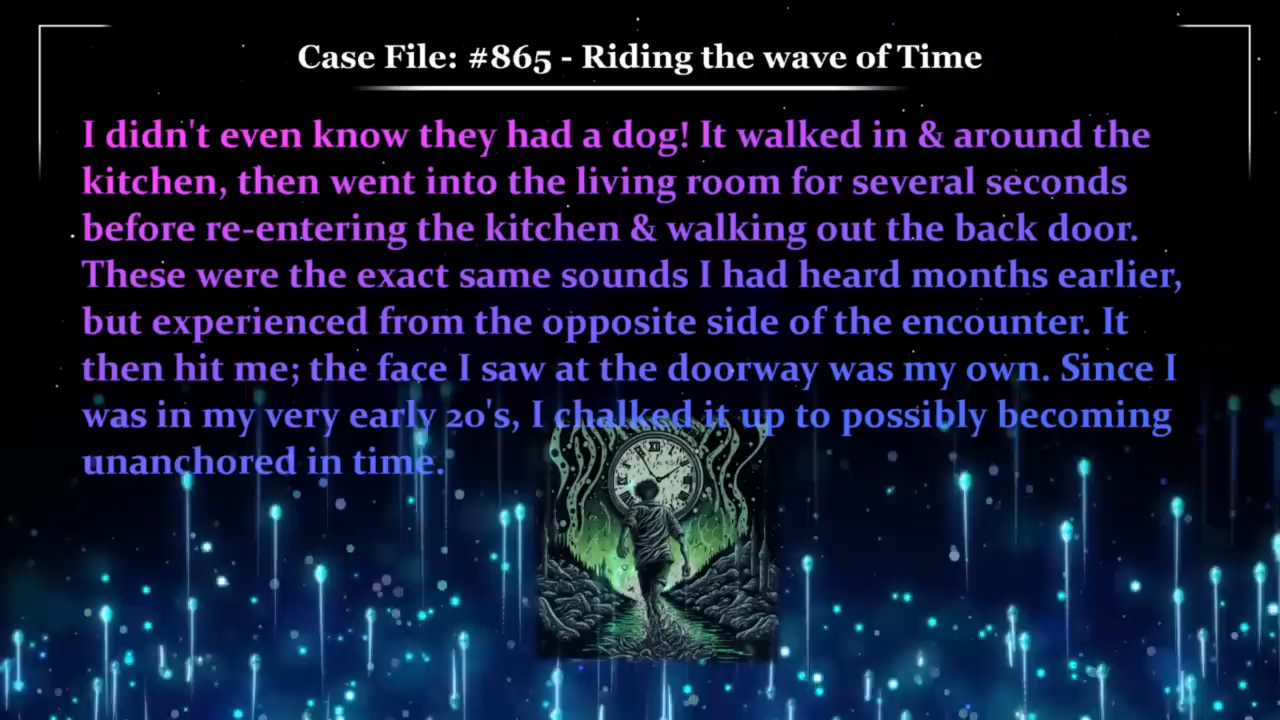 Case File: #865 - Riding the wave of Time
I didn't even know they had a dog! It walked in & around the
kitchen, then went into the living room for several seconds
before re-entering the kitchen & walking out the back door.
These were the exact same sounds I had heard months earlier,
but experienced from the opposite side of the encounter. It
then hit me; the face I saw at the doorway was my own. Since I
was in my very early 20's, I chalked it up to possibly becoming
unanchored in time.